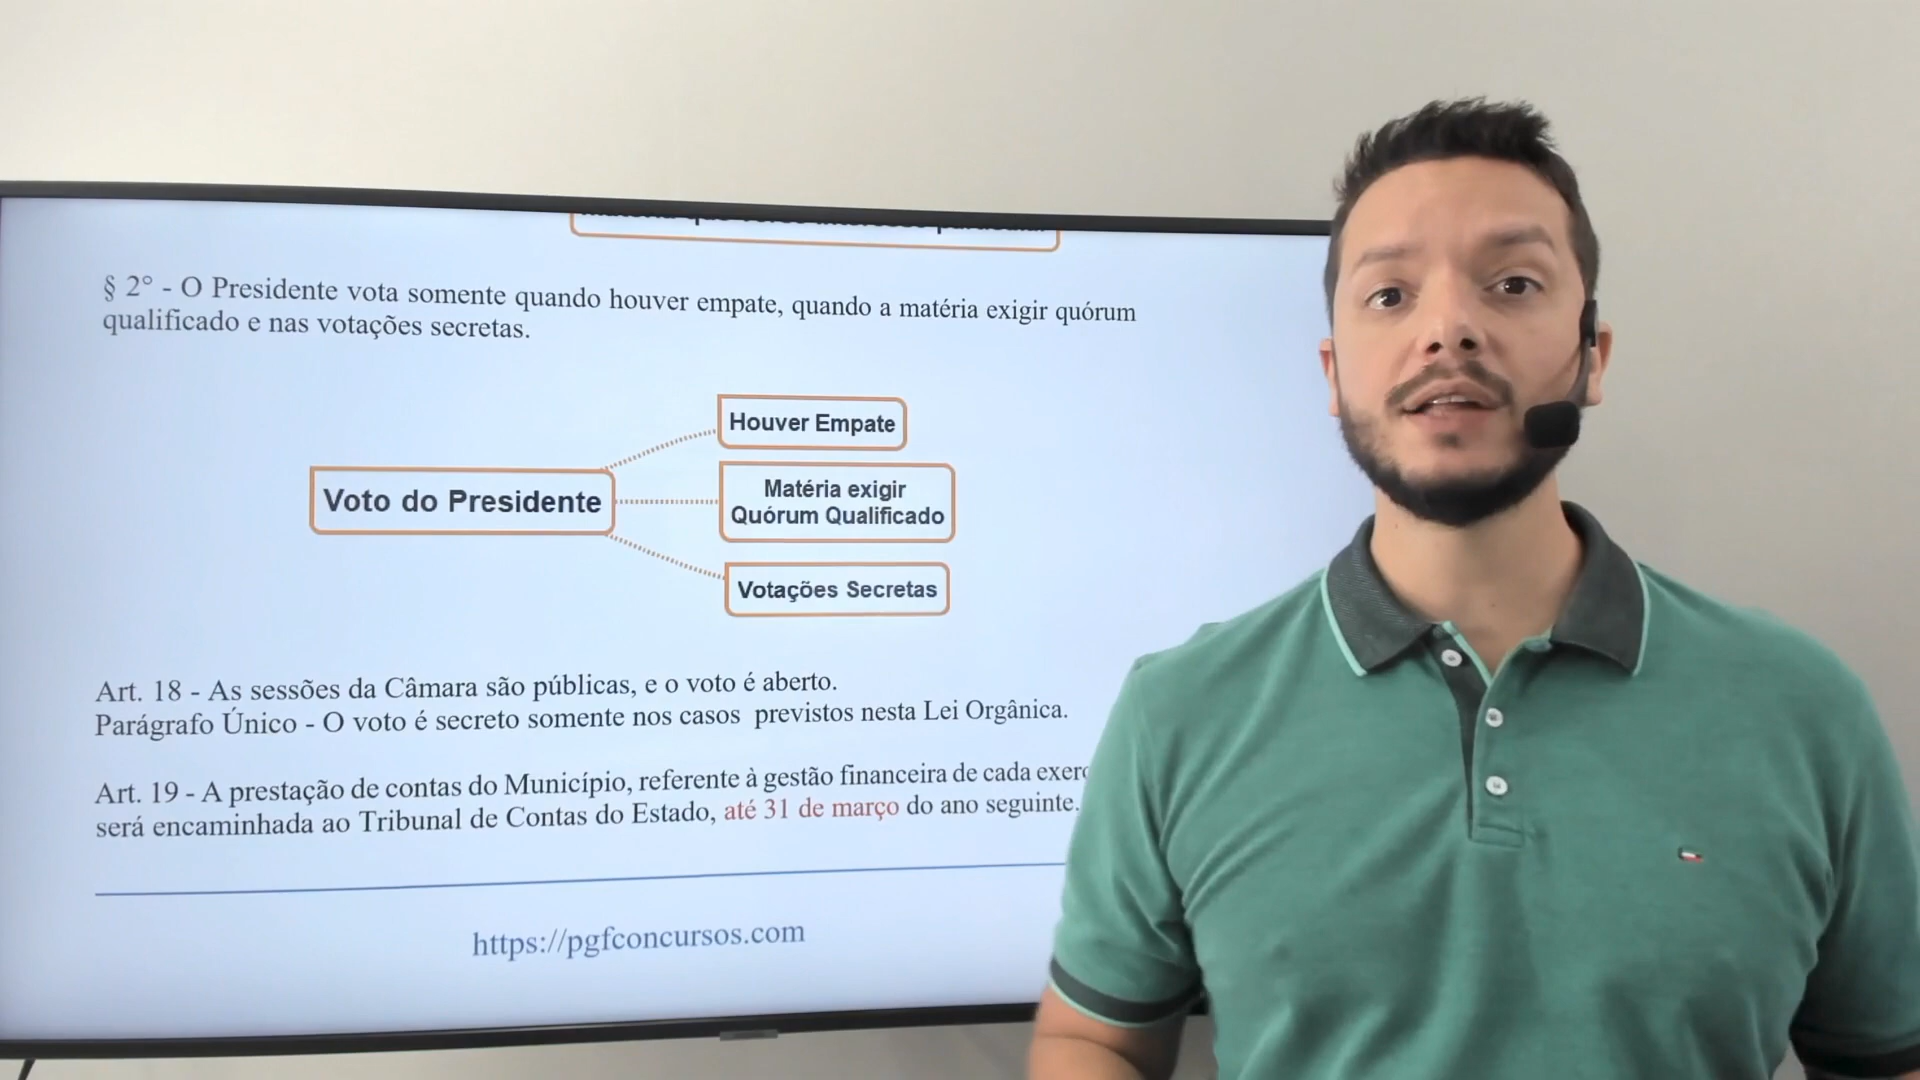 § 2° - O Presidente vota somente quando houver empate, quando a matéria exigir quórum
qualificado e nas votações secretas.
Voto do Presidente
Houver Empate
Matéria exigir
Quórum Qualificado
Votações Secretas
Art. 18 - As sessões da Câmara são públicas, e o voto é aberto.
Parágrafo Único - O voto é secreto somente nos casos previstos nesta Lei Orgânica.
Art. 19 - A prestação de contas do Município, referente à gestão financeira de cada
será encaminhada ao Tribunal de Contas do Estado, até 31 de março do ano seguinte.
https://pgfconcursos.com